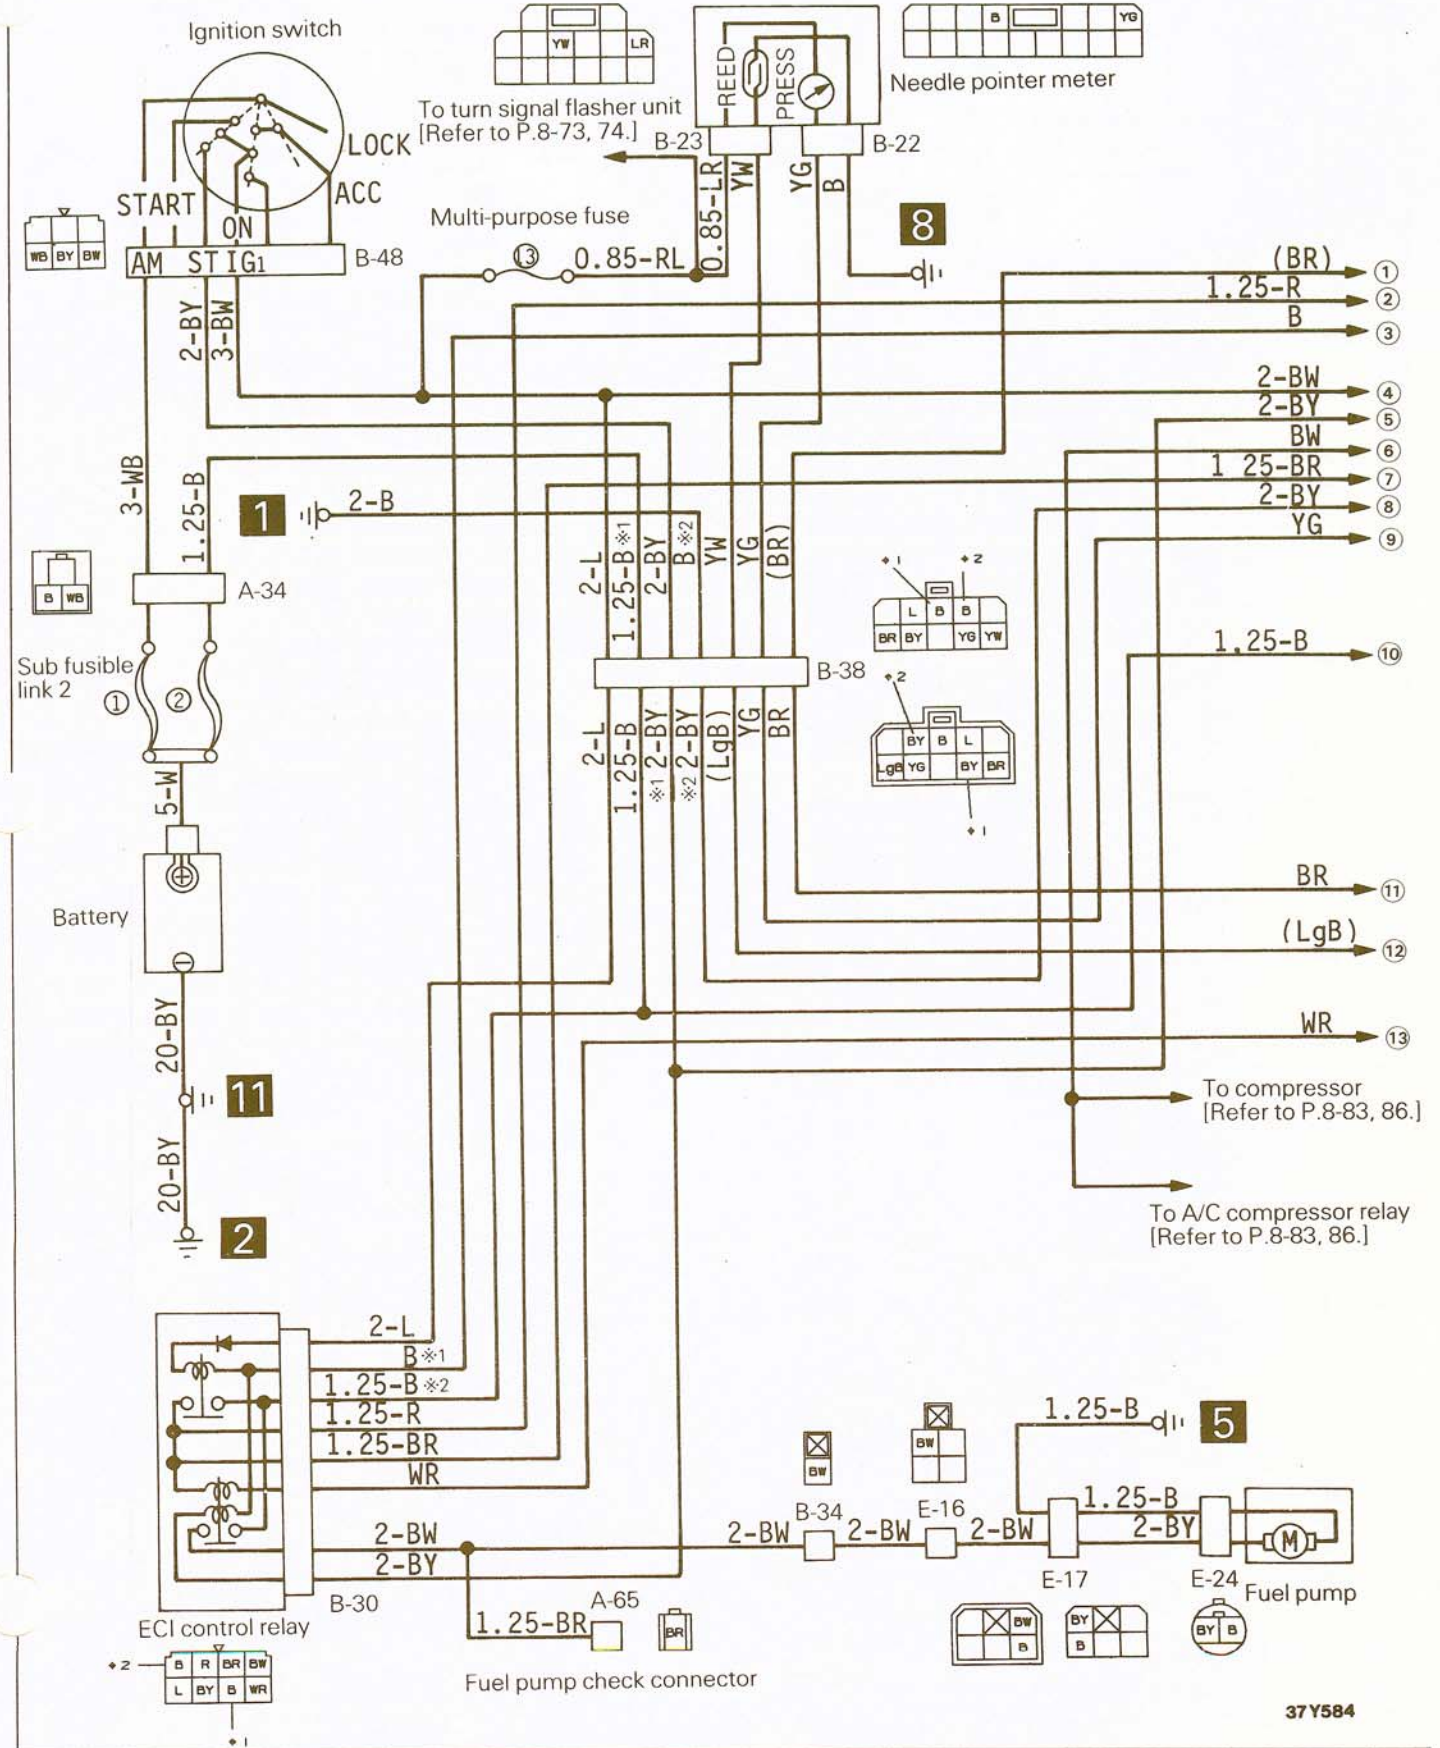 Ignition switch
LOCK
ACC
START
ON
AM ST IG1
B-48
WB BY BW
YW LR
To turn signal flasher unit
[Refer to P.8-73, 74.]
REED
PRESS
B YG
Needle pointer meter
B-23
B-22
0.85-LR
YW
YG
B
8
Multi-purpose fuse
13
0.85-RL
2-BY
3-BW
(BR) 1
1.25-R 2
B 3
2-BW 4
2-BY 5
BW 6
1 25-BR 7
2-BY 8
YG 9
1.25-B 10
BR 11
(LgB) 12
WR 13
3-WB
1.25-B
1
2-B
A-34
B WB
Sub fusible
link 2
1
2
5-W
Battery
+
−
20-BY
11
20-BY
2
2-L
1.25-B※1
2-BY
B※2
YW
YG
(BR)
B-38
2-L
1.25-B
※1 2-BY
※2 2-BY
(LgB)
YG
BR
*1 *2
L B B
BR BY YG YW
*2
BY B L
LgB YG BY BR
*1
To compressor
[Refer to P.8-83, 86.]
To A/C compressor relay
[Refer to P.8-83, 86.]
2-L
B※1
1.25-B※2
1.25-R
1.25-BR
WR
2-BW
2-BY
B-30
ECI control relay
*2
B R BR BW
L BY B WR
*1
1.25-BR
A-65
BR
Fuel pump check connector
2-BW
BW
B-34
2-BW
BW
E-16
2-BW
1.25-B
5
E-17
1.25-B
2-BY
E-24
M
Fuel pump
BW
B
BY
B
BY B
37Y584